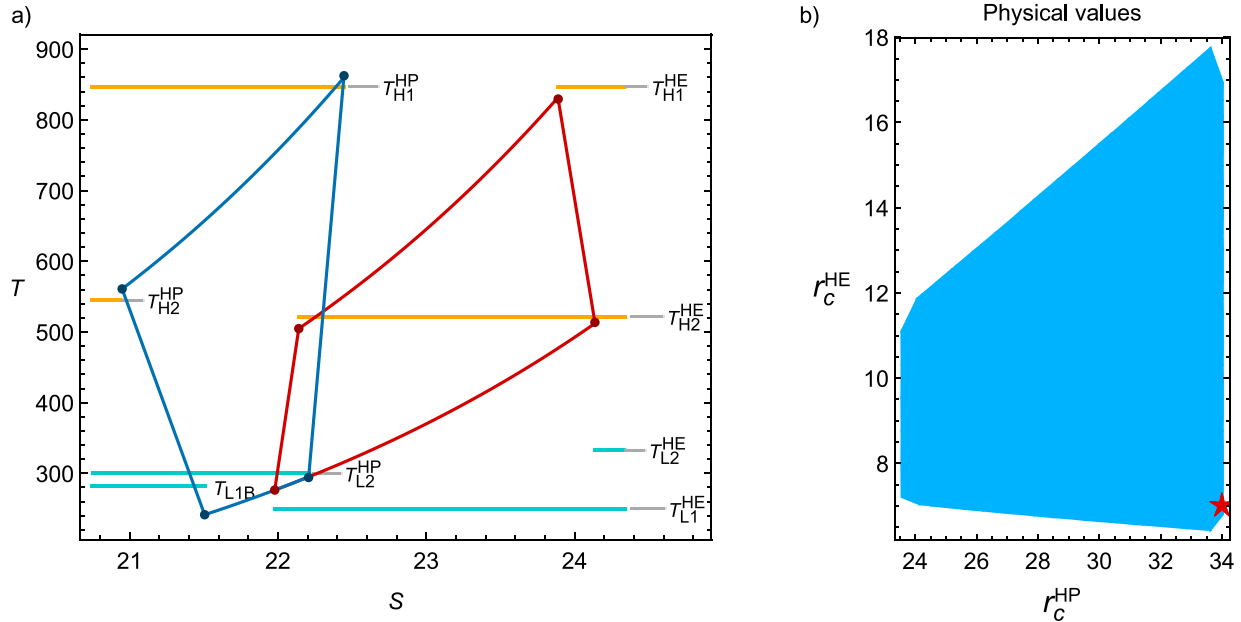 a)
900
800
700
600
500
400
300
T
21
22
23
24
S
T_H1^HP
T_H1^HE
T_H2^HP
T_H2^HE
T_L2^HE
T_L2^HP
T_L1B
T_L1^HE
b)
Physical values
18
16
14
12
10
8
r_c^HE
24
26
28
30
32
34
r_c^HP